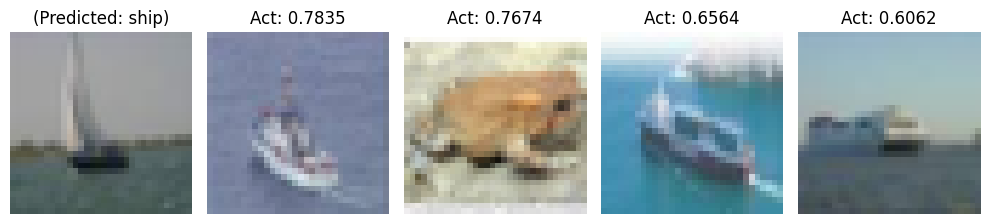 (Predicted: ship)
Act: 0.7835
Act: 0.7674
Act: 0.6564
Act: 0.6062